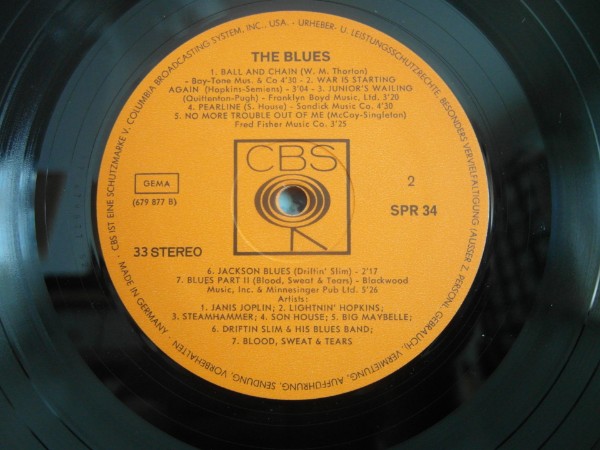 THE BLUES
1. BALL AND CHAIN (W. M. Thorton)
- Bay-Tone Mus. & Co 4'30 - 2. WAR IS STARTING
AGAIN (Hopkins-Semiens) - 3'04 - 3. JUNIOR'S WAILING
(Quittenton-Pugh) - Franklyn Boyd Music, Ltd. 3'20
4. PEARLINE (S. House) - Sondick Music Co. 4'30
5. NO MORE TROUBLE OUT OF ME (McCoy-Singleton)
Fred Fisher Music Co. 3'25
CBS
GEMA
(679 877 B)
2
SPR 34
33 STEREO
6. JACKSON BLUES (Driftin' Slim) - 2'17
7. BLUES PART II (Blood, Sweat & Tears) - Blackwood
Music, Inc. & Minnesinger Pub Ltd. 5'26
Artists:
1. JANIS JOPLIN; 2. LIGHTNIN' HOPKINS;
3. STEAMHAMMER; 4. SON HOUSE; 5. BIG MAYBELLE;
6. DRIFTIN SLIM & HIS BLUES BAND;
7. BLOOD, SWEAT & TEARS
MADE IN GERMANY · CBS IST EINE SCHUTZMARKE V. COLUMBIA BROADCASTING SYSTEM, INC., USA. - URHEBER- U. LEISTUNGSSCHUTZRECHTE, BESONDERS VERVIELFÄLTIGUNG (AUSSER Z. PERSÖNL. GEBRAUCH), VERMIETUNG, AUFFÜHRUNG, SENDUNG, VORBEHALTEN ·